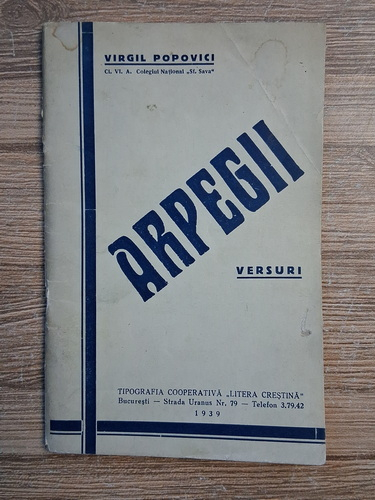 VIRGIL POPOVICI
Cl. VI. A. Colegiul Național „Sf. Sava"
ARPEGII
VERSURI
TIPOGRAFIA COOPERATIVĂ „LITERA CREȘTINĂ"
București — Strada Uranus Nr. 79 — Telefon 3.79.42
1939